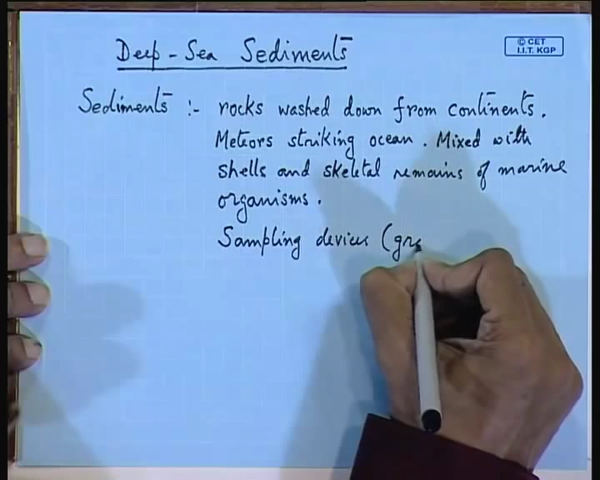 Deep-Sea Sediments
© CET
I.I.T. KGP
Sediments :- rocks washed down from continents.
Meteors striking ocean. Mixed with
shells and skeletal remains of marine
organisms.
Sampling devices (gra